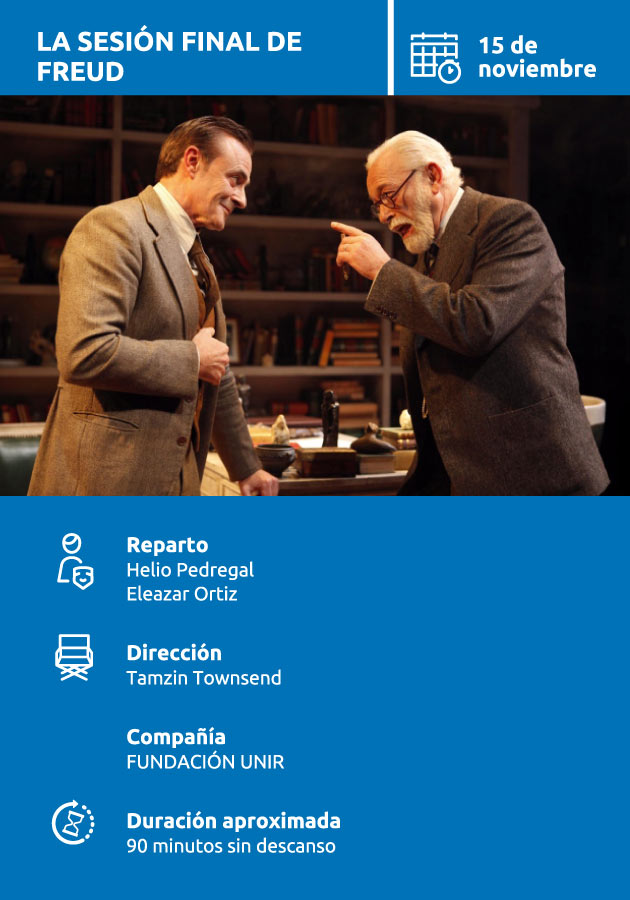 LA SESIÓN FINAL DE
FREUD
15 de
noviembre
Reparto
Helio Pedregal
Eleazar Ortiz
Dirección
Tamzin Townsend
Compañía
FUNDACIÓN UNIR
Duración aproximada
90 minutos sin descanso